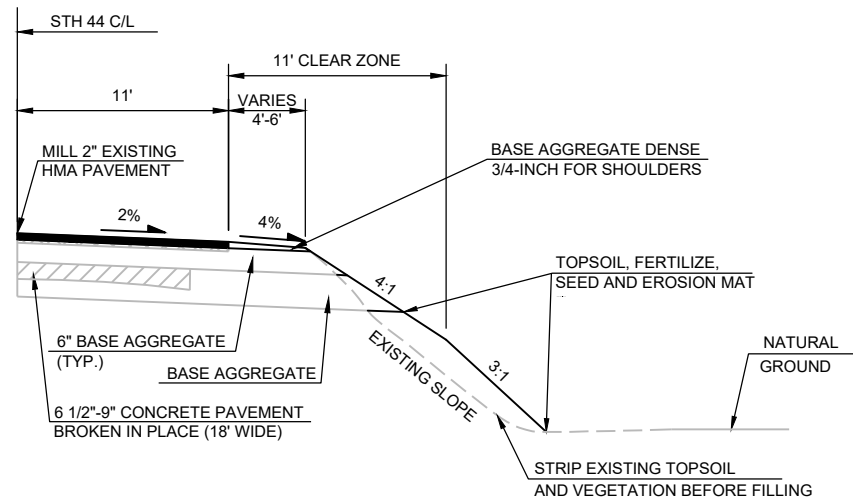 STH 44 C/L
11' CLEAR ZONE
11'
VARIES
4'-6'
MILL 2" EXISTING
HMA PAVEMENT
BASE AGGREGATE DENSE
3/4-INCH FOR SHOULDERS
2%
4%
4:1
TOPSOIL, FERTILIZE,
SEED AND EROSION MAT
6" BASE AGGREGATE
(TYP.)
EXISTING SLOPE
3:1
NATURAL
GROUND
BASE AGGREGATE
6 1/2"-9" CONCRETE PAVEMENT
BROKEN IN PLACE (18' WIDE)
STRIP EXISTING TOPSOIL
AND VEGETATION BEFORE FILLING